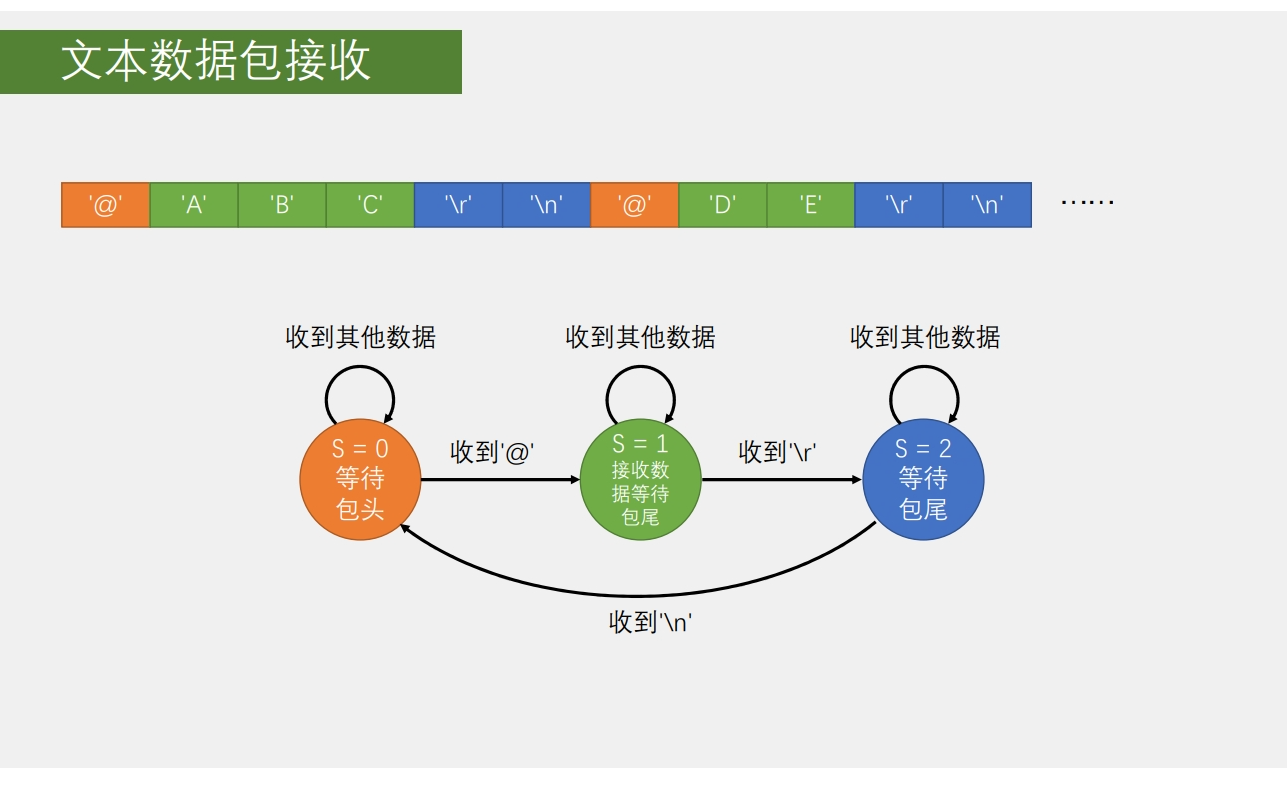 文本数据包接收
'@' 'A' 'B' 'C' '\r' '\n' '@' 'D' 'E' '\r' '\n' ……
收到其他数据 收到其他数据 收到其他数据
S = 0
等待
包头
收到'@'
S = 1
接收数
据等待
包尾
收到'\r'
S = 2
等待
包尾
收到'\n'